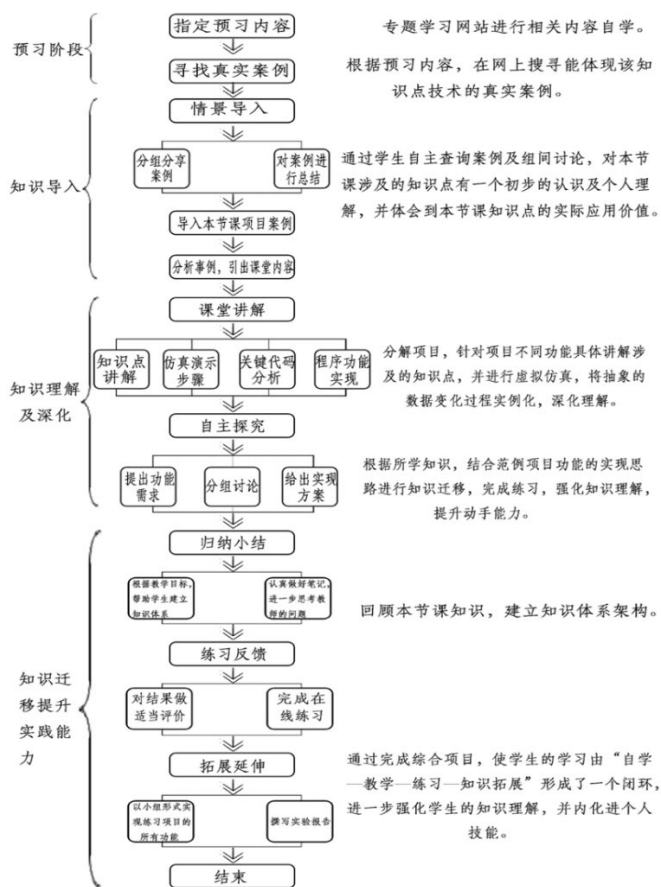 指定预习内容
专题学习网站进行相关内容自学。
预习阶段
寻找真实案例
根据预习内容，在网上搜寻能体现该知
识点技术的真实案例。
情景导入
分组分享
案例
对案例进
行总结
知识导入
通过学生自主查询案例及组间讨论，对本节
课涉及的知识点有一个初步的认识及个人理
解，并体会到本节课知识点的实际应用价值。
导入本节课项目案例
分析事例，引出课堂内容
课堂讲解
知识点
讲解
仿真演示
步骤
关键代码
分析
程序功能
实现
分解项目，针对项目不同功能具体讲解涉
及的知识点，并进行虚拟仿真，将抽象的
数据变化过程实例化，深化理解。
知识理解
及深化
自主探究
提出功能
需求
分组讨论
给出实现
方案
根据所学知识，结合范例项目功能的实现思
路进行知识迁移，完成练习，强化知识理解，
提升动手能力。
归纳小结
根据教学目标，
帮助学生建立
知识体系
认真做好笔记，
进一步思考教
师的问题
回顾本节课知识，建立知识体系架构。
练习反馈
知识迁
移提升
实践能
力
对结果做
适当评价
完成在
线练习
拓展延伸
以小组形式实
现练习项目的
所有功能
撰写实验报告
通过完成综合项目，使学生的学习由“自学
—教学—练习—知识拓展”形成了一个闭环，
进一步强化学生的知识理解，并内化进个人
技能。
结束